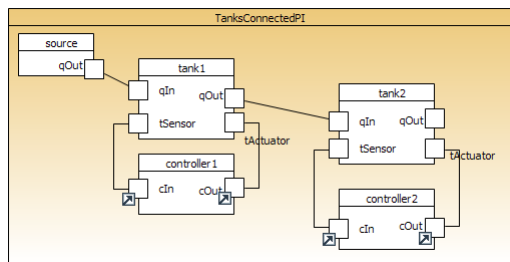 TanksConnectedPI
source
qOut
tank1
qIn
qOut
tSensor
tActuator
controller1
cIn
cOut
tank2
qIn
qOut
tSensor
tActuator
controller2
cIn
cOut